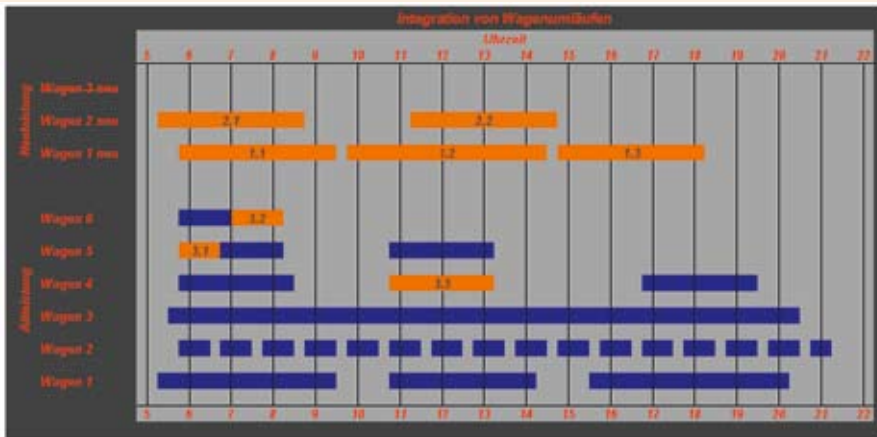 Integration von Wagenumläufen
Uhrzeit
5 6 7 8 9 10 11 12 13 14 15 16 17 18 19 20 21 22
Wagen 3 neu
Wagen 2 neu 2.1 2.2
Wagen 1 neu 1.1 1.2 1.3
Wagen 6 3.2
Wagen 5 3.1
Wagen 4 3.3
Wagen 3
Wagen 2
Wagen 1
5 6 7 8 9 10 11 12 13 14 15 16 17 18 19 20 21 22